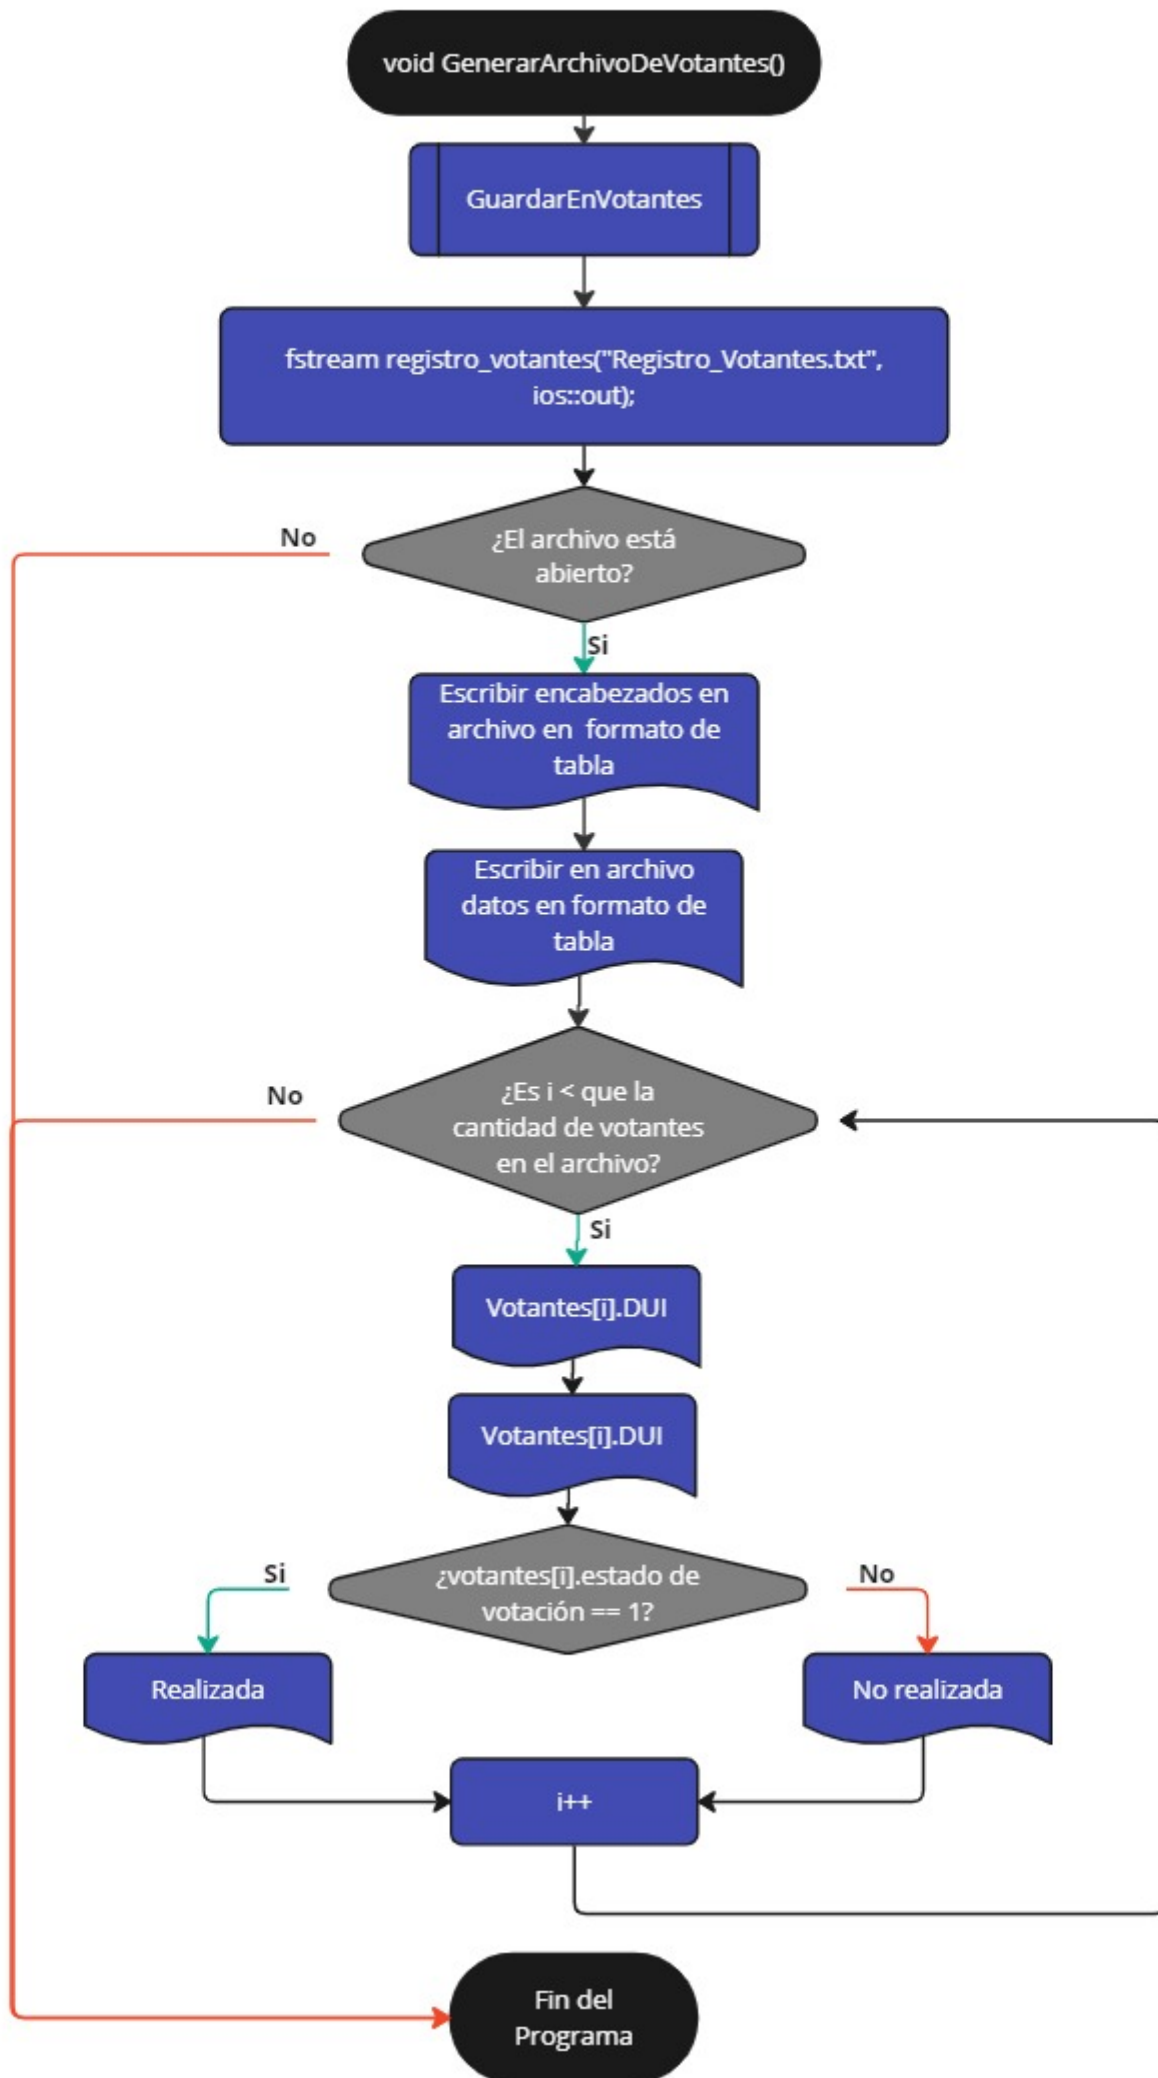 void GenerarArchivoDeVotantes()
GuardarEnVotantes
fstream registro_votantes("Registro_Votantes.txt",
ios::out);
No
¿El archivo está
abierto?
Si
Escribir encabezados en
archivo en formato de
tabla
Escribir en archivo
datos en formato de
tabla
No
¿Es i < que la
cantidad de votantes
en el archivo?
Si
Votantes[i].DUI
Votantes[i].DUI
Si
¿votantes[i].estado de
votación == 1?
No
Realizada
No realizada
i++
Fin del
Programa